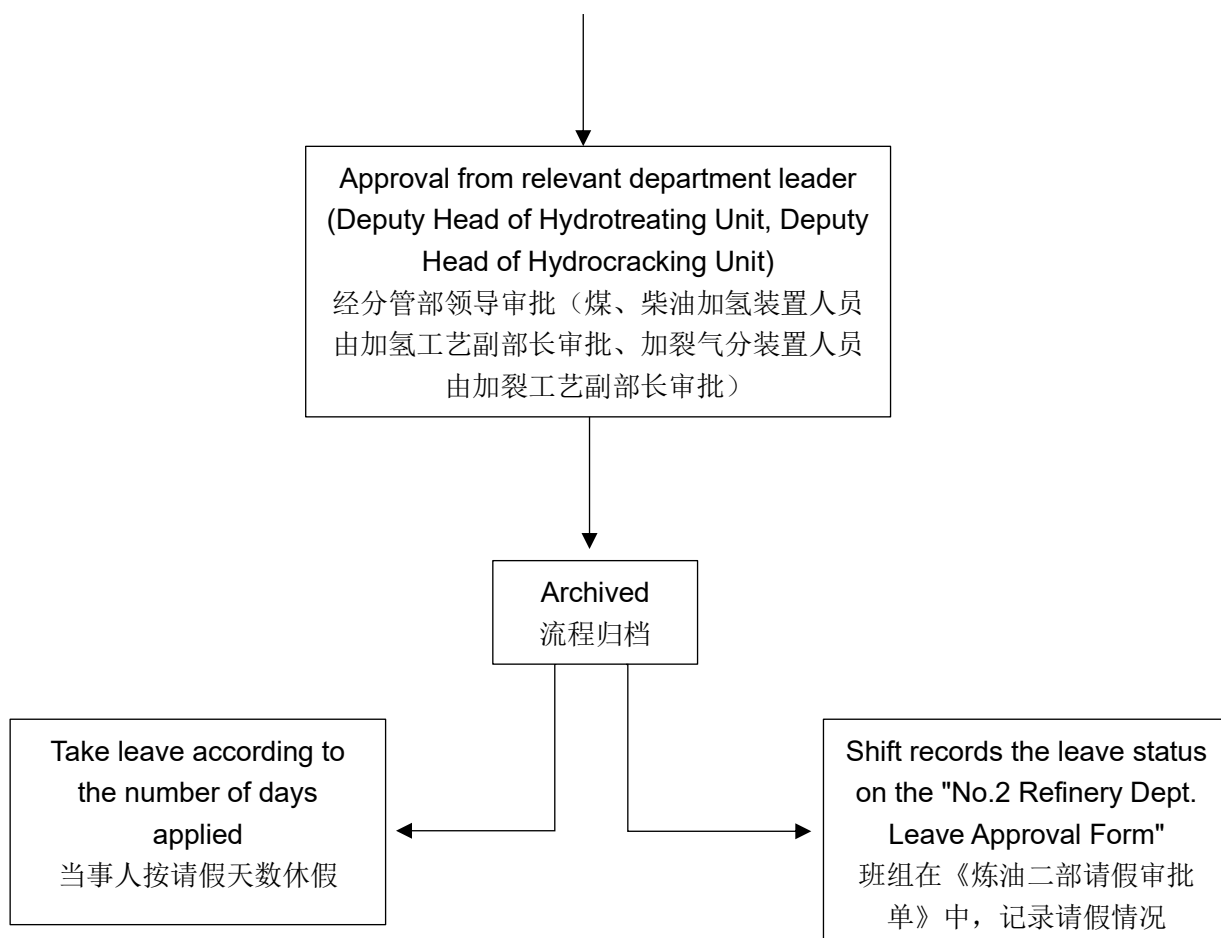 Approval from relevant department leader
(Deputy Head of Hydrotreating Unit, Deputy
Head of Hydrocracking Unit)
经分管部领导审批（煤、柴油加氢装置人员
由加氢工艺副部长审批、加裂气分装置人员
由加裂工艺副部长审批）
Archived
流程归档
Take leave according to
the number of days
applied
当事人按请假天数休假
Shift records the leave status
on the "No.2 Refinery Dept.
Leave Approval Form"
班组在《炼油二部请假审批
单》中，记录请假情况